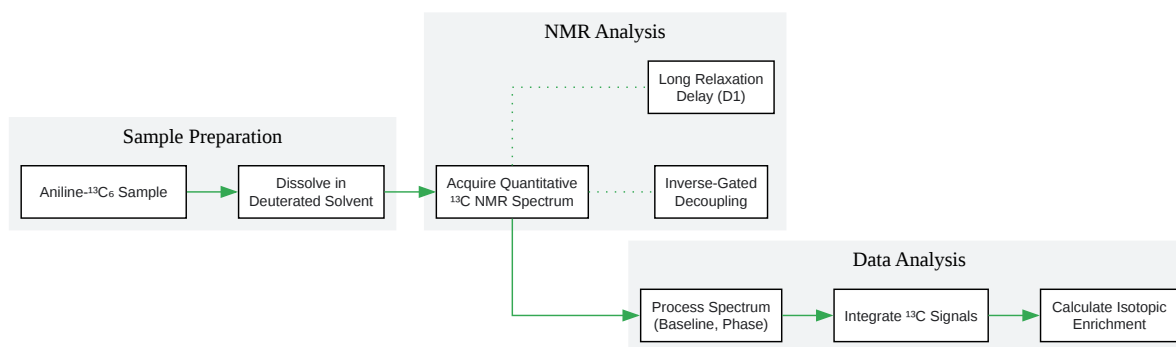 NMR Analysis
Long Relaxation
Delay (D1)
Sample Preparation
Aniline-¹³C₆ Sample
Dissolve in
Deuterated Solvent
Acquire Quantitative
¹³C NMR Spectrum
Inverse-Gated
Decoupling
Data Analysis
Process Spectrum
(Baseline, Phase)
Integrate ¹³C Signals
Calculate Isotopic
Enrichment